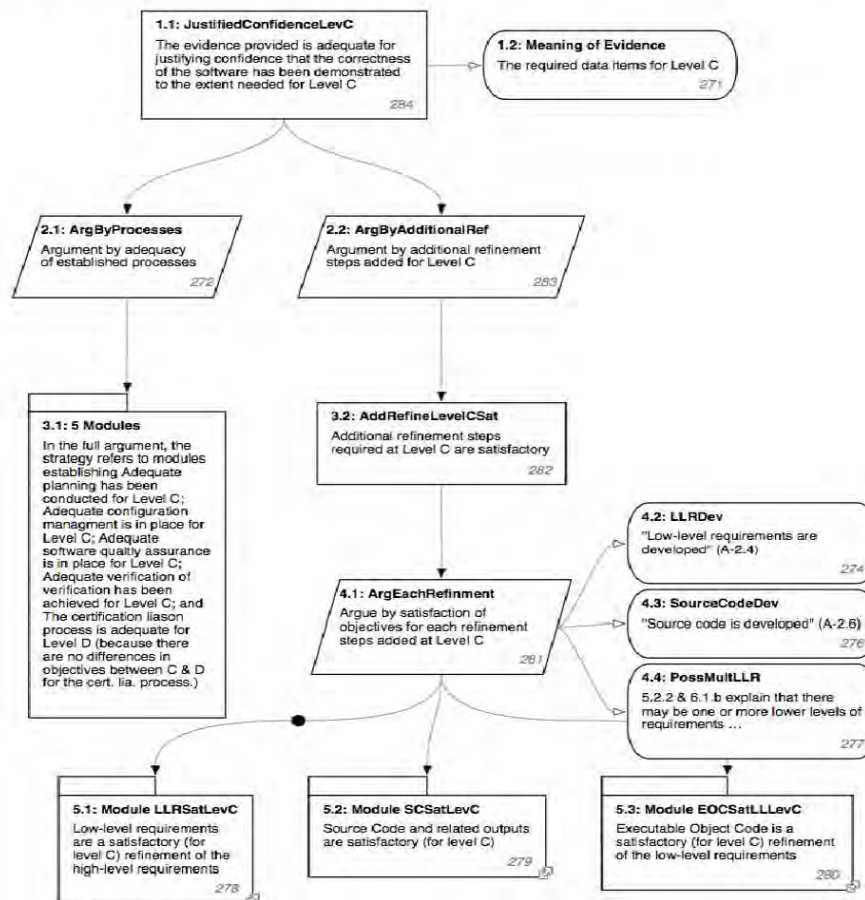 1.1: JustifiedConfidenceLevC
The evidence provided is adequate for
justifying confidence that the correctness
of the software has been demonstrated
to the extent needed for Level C
284
1.2: Meaning of Evidence
The required data items for Level C
271
2.1: ArgByProcesses
Argument by adequacy
of established processes
272
2.2: ArgByAdditionalRef
Argument by additional refinement
steps added for Level C
283
3.1: 5 Modules
In the full argument, the
strategy refers to modules
establishing Adequate
planning has been
conducted for Level C;
Adequate configuration
managment is in place for
Level C; Adequate
software qualtiy assurance
is in place for Level C;
Adequate verification of
verification has been
achieved for Level C; and
The certification liason
process is adequate for
Level D (because there
are no differences in
objectives between C & D
for the cert. lia. process.)
3.2: AddRefineLevelCSat
Additional refinement steps
required at Level C are satisfactory
282
4.1: ArgEachRefinment
Argue by satisfaction of
objectives for each refinement
steps added at Level C
281
4.2: LLRDev
"Low-level requirements are
developed" (A-2.4)
274
4.3: SourceCodeDev
"Source code is developed" (A-2.6)
276
4.4: PossMultLLR
5.2.2 & 6.1.b explain that there
may be one or more lower levels of
requirements ...
277
5.1: Module LLRSatLevC
Low-level requirements
are a satisfactory (for
level C) refinement of the
high-level requirements
278
5.2: Module SCSatLevC
Source Code and related outputs
are satisfactory (for level C)
279
5.3: Module EOCSatLLLevC
Executable Object Code is a
satisfactory (for level C) refinement
of the low-level requirements
280